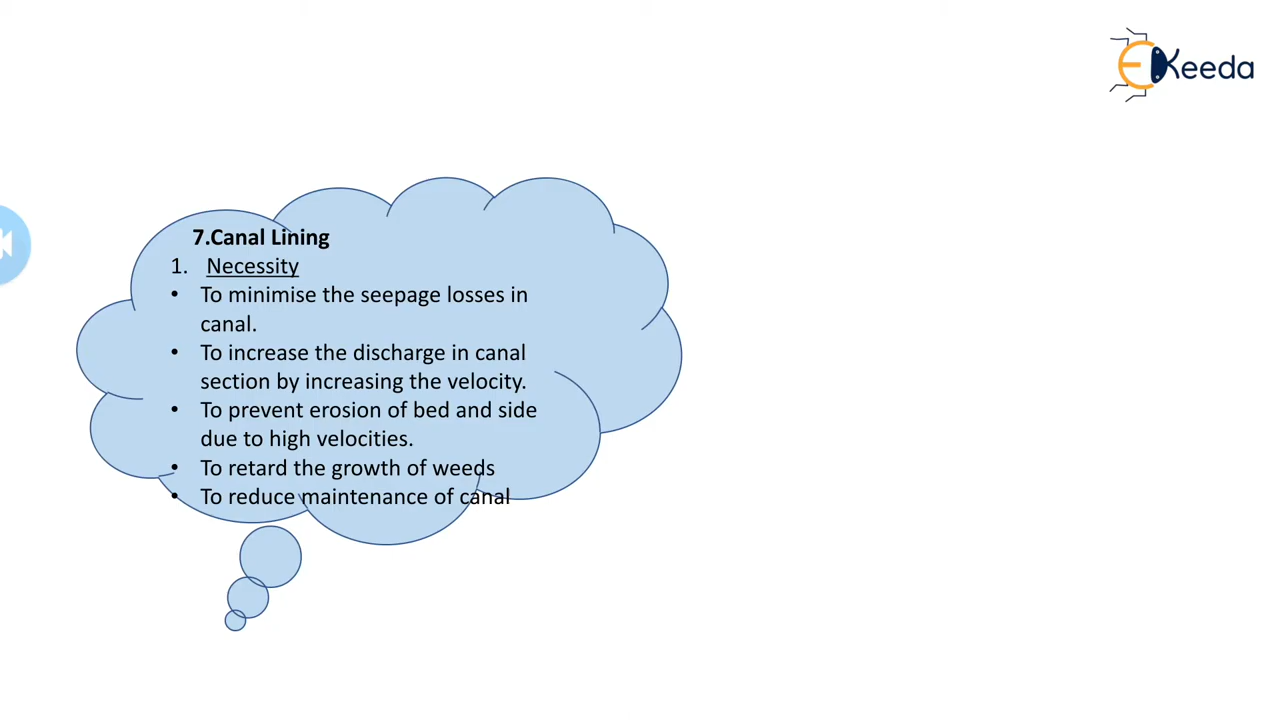 EKeeda
7.Canal Lining
1. Necessity
• To minimise the seepage losses in
canal.
• To increase the discharge in canal
section by increasing the velocity.
• To prevent erosion of bed and side
due to high velocities.
• To retard the growth of weeds
• To reduce maintenance of canal